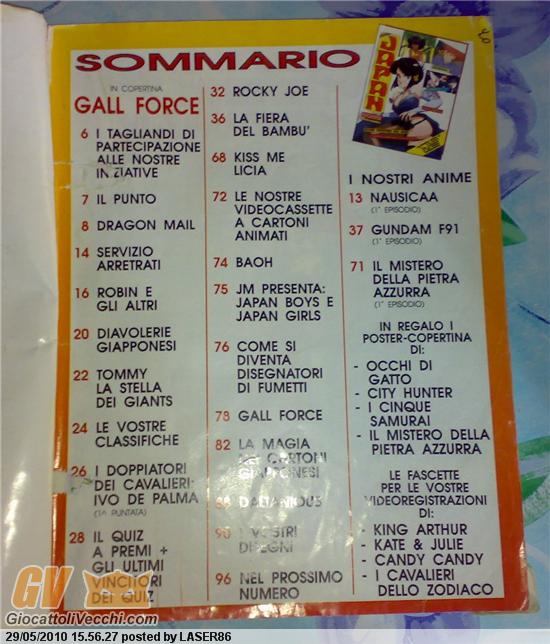 SOMMARIO
IN COPERTINA
GALL FORCE
6 I TAGLIANDI DI
PARTECIPAZIONE
ALLE NOSTRE
INIZIATIVE
7 IL PUNTO
8 DRAGON MAIL
14 SERVIZIO
ARRETRATI
16 ROBIN E
GLI ALTRI
20 DIAVOLERIE
GIAPPONESI
22 TOMMY
LA STELLA
DEI GIANTS
24 LE VOSTRE
CLASSIFICHE
26 I DOPPIATORI
DEI CAVALIERI:
IVO DE PALMA
(1a PUNTATA)
28 IL QUIZ
A PREMI +
GLI ULTIMI
VINCITORI
DEI QUIZ
32 ROCKY JOE
36 LA FIERA
DEL BAMBU'
68 KISS ME
LICIA
72 LE NOSTRE
VIDEOCASSETTE
A CARTONI
ANIMATI
74 BAOH
75 JM PRESENTA:
JAPAN BOYS E
JAPAN GIRLS
76 COME SI
DIVENTA
DISEGNATORI
DI FUMETTI
78 GALL FORCE
82 LA MAGIA
CARTONI
GIAPPONESI
88 DALTANIOUS
90 I VOSTRI
DISEGNI
96 NEL PROSSIMO
NUMERO
JAPAN
I NOSTRI ANIME
13 NAUSICAA
(1° EPISODIO)
37 GUNDAM F91
(1° EPISODIO)
71 IL MISTERO
DELLA PIETRA
AZZURRA
(1° EPISODIO)
IN REGALO I
POSTER-COPERTINA
DI:
- OCCHI DI
GATTO
- CITY HUNTER
- I CINQUE
SAMURAI
- IL MISTERO DELLA
PIETRA AZZURRA
LE FASCETTE
PER LE VOSTRE
VIDEOREGISTRAZIONI
DI:
- KING ARTHUR
- KATE & JULIE
- CANDY CANDY
- I CAVALIERI
DELLO ZODIACO
GV
GiocattoliVecchi.com
29/05/2010 15.56.27 posted by LASER86